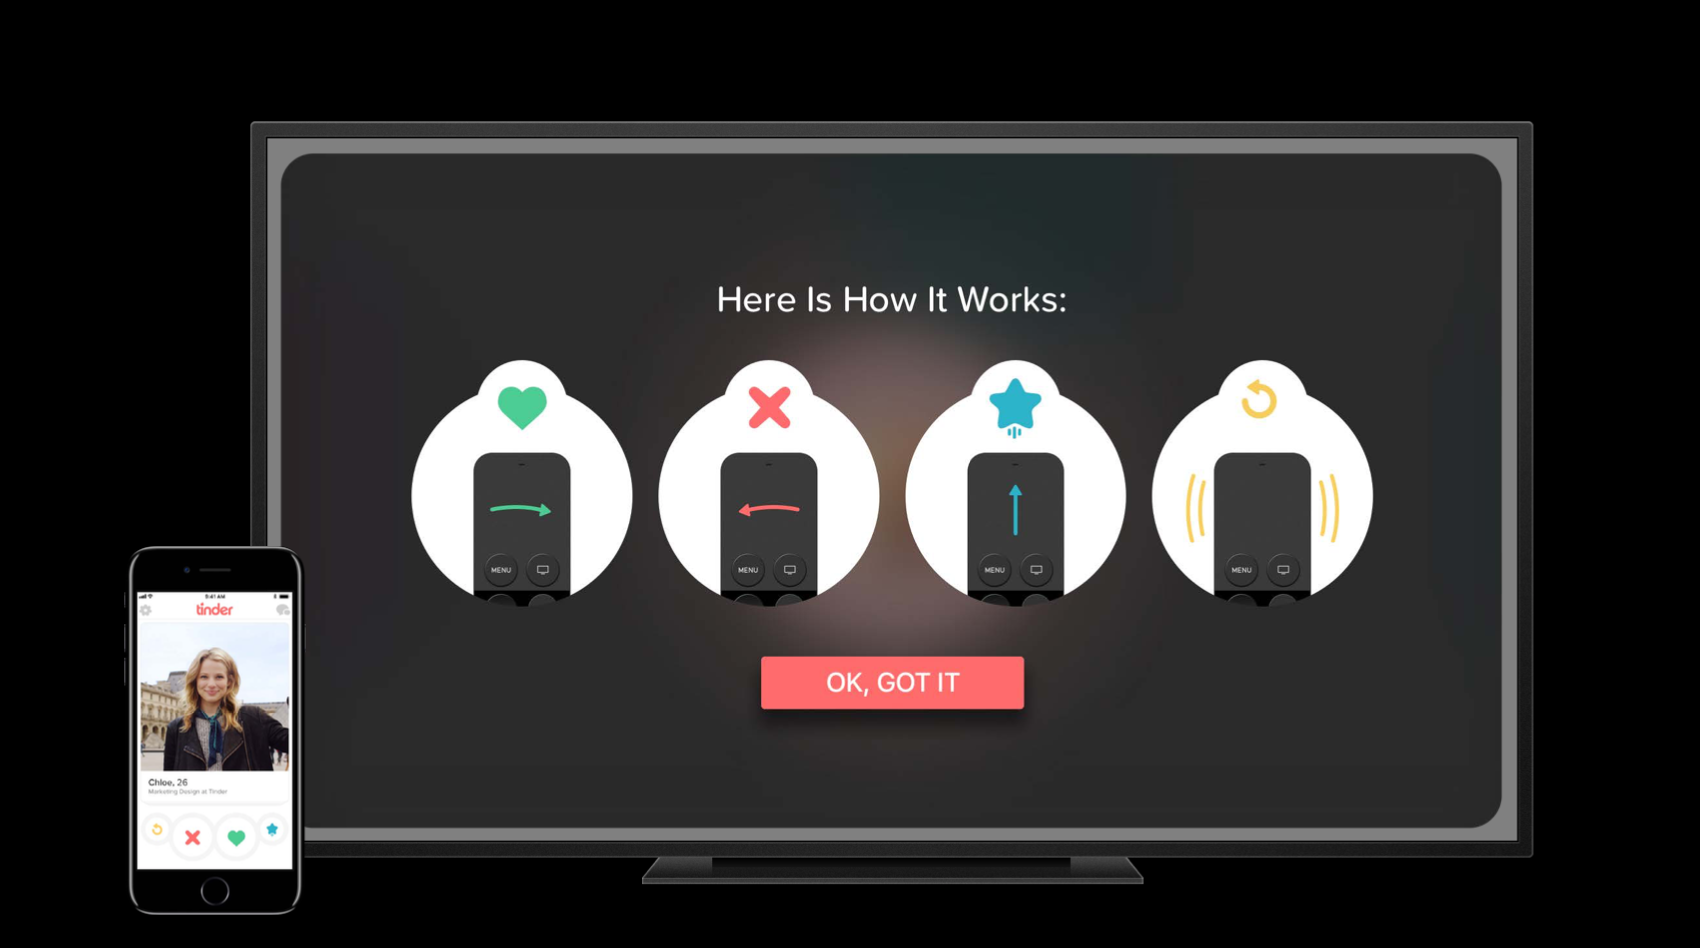 Here Is How It Works:
MENU
MENU
MENU
MENU
OK, GOT IT
9:41 AM
tinder
Chloe, 26
Marketing Design at Tinder